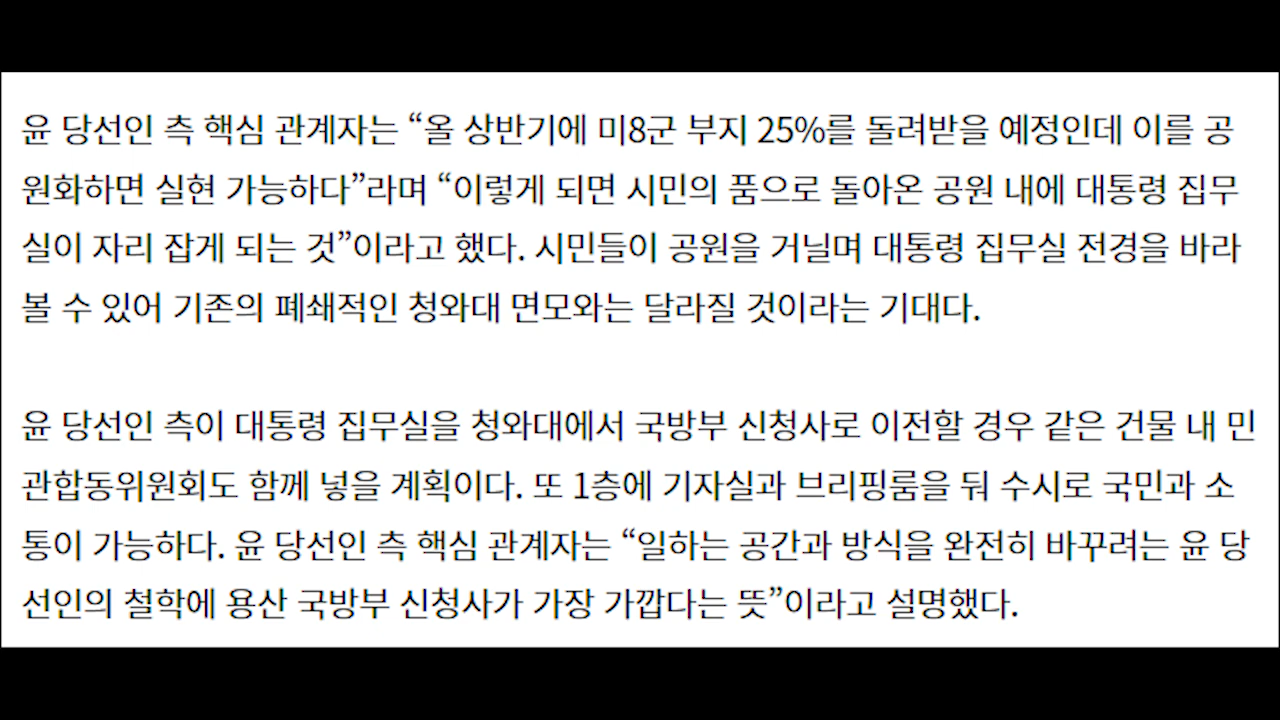 윤 당선인 측 핵심 관계자는 “올 상반기에 미8군 부지 25%를 돌려받을 예정인데 이를 공
원화하면 실현 가능하다”라며 “이렇게 되면 시민의 품으로 돌아온 공원 내에 대통령 집무
실이 자리 잡게 되는 것”이라고 했다. 시민들이 공원을 거닐며 대통령 집무실 전경을 바라
볼 수 있어 기존의 폐쇄적인 청와대 면모와는 달라질 것이라는 기대다.
윤 당선인 측이 대통령 집무실을 청와대에서 국방부 신청사로 이전할 경우 같은 건물 내 민
관합동위원회도 함께 넣을 계획이다. 또 1층에 기자실과 브리핑룸을 둬 수시로 국민과 소
통이 가능하다. 윤 당선인 측 핵심 관계자는 “일하는 공간과 방식을 완전히 바꾸려는 윤 당
선인의 철학에 용산 국방부 신청사가 가장 가깝다는 뜻”이라고 설명했다.